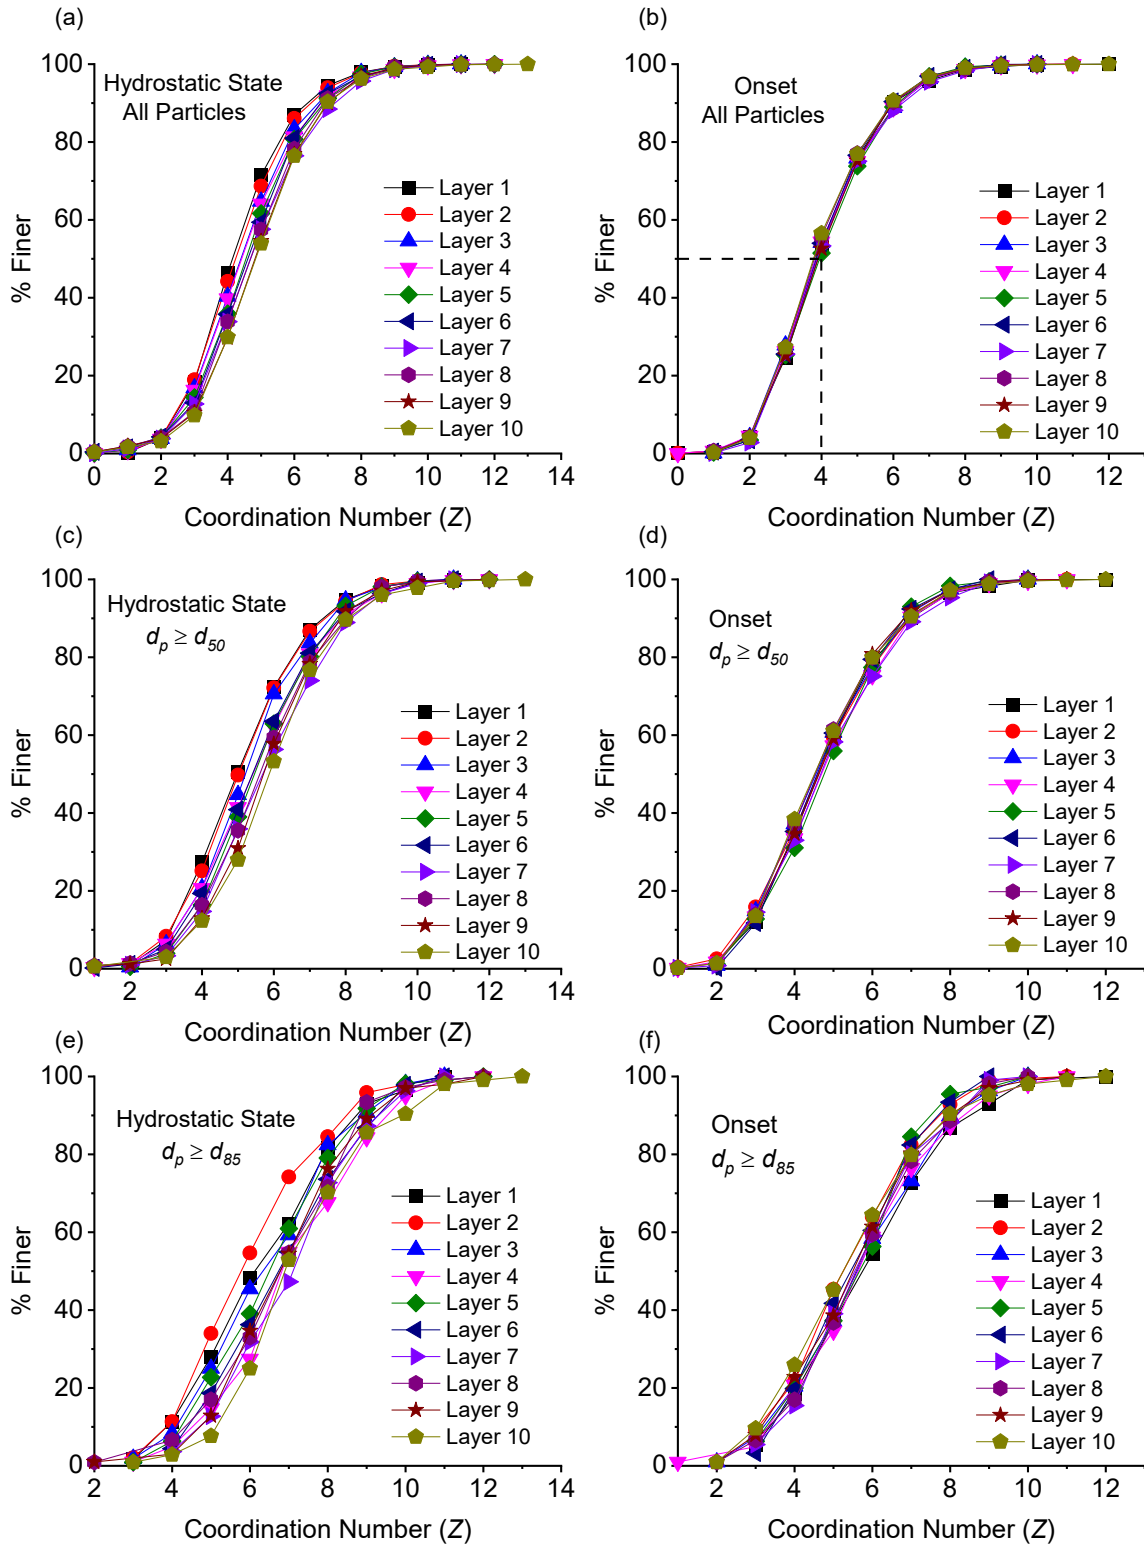 (a)
% Finer
100
80
60
40
20
0
Hydrostatic State
All Particles
Layer 1
Layer 2
Layer 3
Layer 4
Layer 5
Layer 6
Layer 7
Layer 8
Layer 9
Layer 10
0 2 4 6 8 10 12 14
Coordination Number (Z)
(b)
% Finer
100
80
60
40
20
0
Onset
All Particles
Layer 1
Layer 2
Layer 3
Layer 4
Layer 5
Layer 6
Layer 7
Layer 8
Layer 9
Layer 10
0 2 4 6 8 10 12
Coordination Number (Z)
(c)
% Finer
100
80
60
40
20
0
Hydrostatic State
dp ≥ d50
Layer 1
Layer 2
Layer 3
Layer 4
Layer 5
Layer 6
Layer 7
Layer 8
Layer 9
Layer 10
2 4 6 8 10 12 14
Coordination Number (Z)
(d)
% Finer
100
80
60
40
20
0
Onset
dp ≥ d50
Layer 1
Layer 2
Layer 3
Layer 4
Layer 5
Layer 6
Layer 7
Layer 8
Layer 9
Layer 10
2 4 6 8 10 12
Coordination Number (Z)
(e)
% Finer
100
80
60
40
20
0
Hydrostatic State
dp ≥ d85
Layer 1
Layer 2
Layer 3
Layer 4
Layer 5
Layer 6
Layer 7
Layer 8
Layer 9
Layer 10
2 4 6 8 10 12 14
Coordination Number (Z)
(f)
% Finer
100
80
60
40
20
0
Onset
dp ≥ d85
Layer 1
Layer 2
Layer 3
Layer 4
Layer 5
Layer 6
Layer 7
Layer 8
Layer 9
Layer 10
2 4 6 8 10 12
Coordination Number (Z)